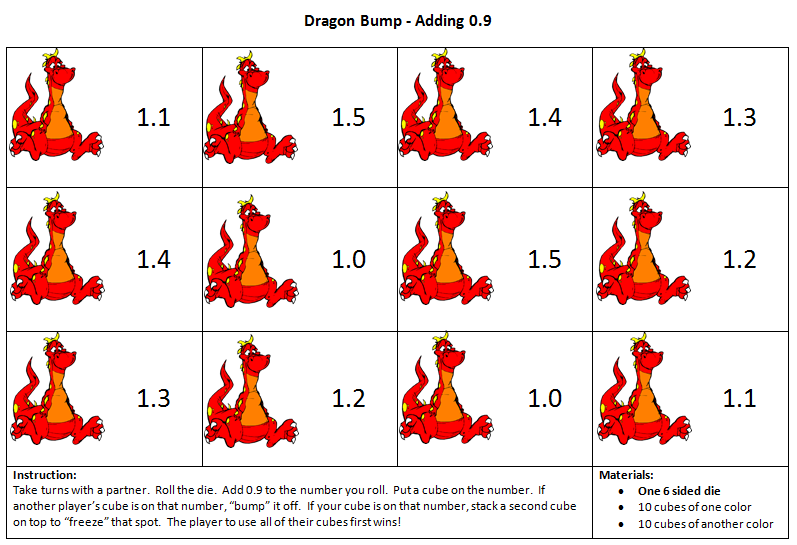 Dragon Bump - Adding 0.9
1.1 1.5 1.4 1.3
1.4 1.0 1.5 1.2
1.3 1.2 1.0 1.1
Instruction:
Take turns with a partner. Roll the die. Add 0.9 to the number you roll. Put a cube on the number. If
another player's cube is on that number, "bump" it off. If your cube is on that number, stack a second cube
on top to "freeze" that spot. The player to use all of their cubes first wins!
Materials:
• One 6 sided die
• 10 cubes of one color
• 10 cubes of another color